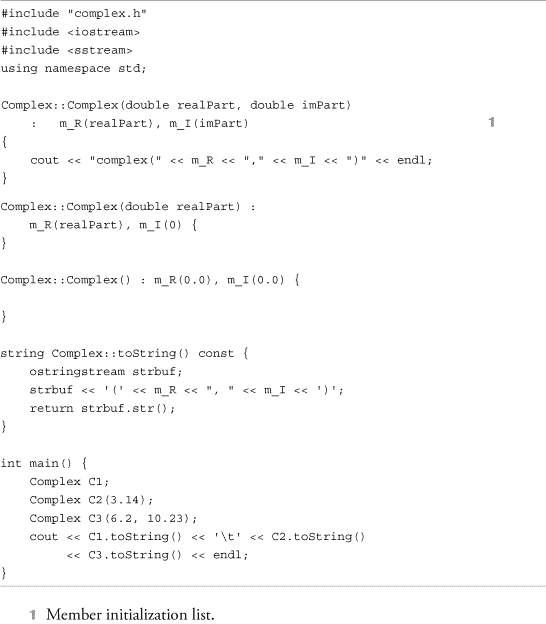 #include "complex.h"
#include <iostream>
#include <sstream>
using namespace std;
Complex::Complex(double realPart, double imPart)
    :   m_R(realPart), m_I(imPart) 1
{
    cout << "complex(" << m_R << "," << m_I << ")" << endl;
}
Complex::Complex(double realPart) :
    m_R(realPart), m_I(0) {
}
Complex::Complex() : m_R(0.0), m_I(0.0) {
}
string Complex::toString() const {
    ostringstream strbuf;
    strbuf << '(' << m_R << ", " << m_I << ')';
    return strbuf.str();
}
int main() {
    Complex C1;
    Complex C2(3.14);
    Complex C3(6.2, 10.23);
    cout << C1.toString() << '\t' << C2.toString()
         << C3.toString() << endl;
}
1 Member initialization list.